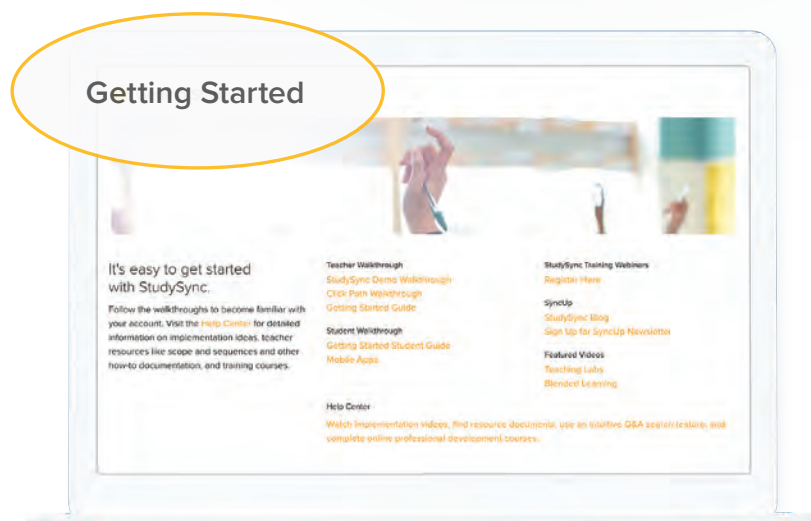 Getting Started
It's easy to get started
with StudySync.
Follow the walkthroughs to become familiar with
your account. Visit the Help Center for detailed
information on implementation ideas, teacher
resources like scope and sequences and other
how-to documentation, and training courses.
Teacher Walkthrough
StudySync Demo Walkthrough
Click Path Walkthrough
Getting Started Guide
Student Walkthrough
Getting Started Student Guide
Mobile Apps
StudySync Training Webinars
Register Here
SyncUp
StudySync Blog
Sign Up for SyncUp Newsletter
Featured Videos
Teaching Labs
Blended Learning
Help Center
Watch implementation videos, find resource documents, use an intuitive Q&A search feature, and
complete online professional development courses.